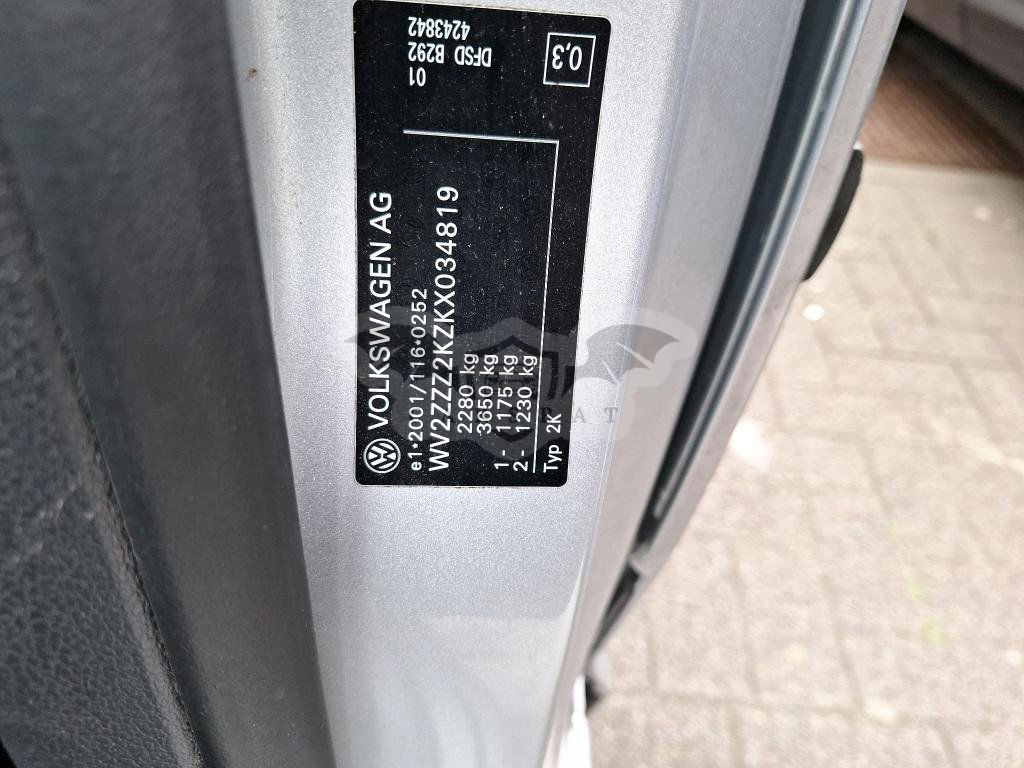 VOLKSWAGEN AG
e1*2001/116*0252
WV2ZZZ2KZKX034819
2280 kg
3650 kg
1 - 1175 kg
2 - 1230 kg
Typ 2K
01
DFSD B292
4243842
0,3